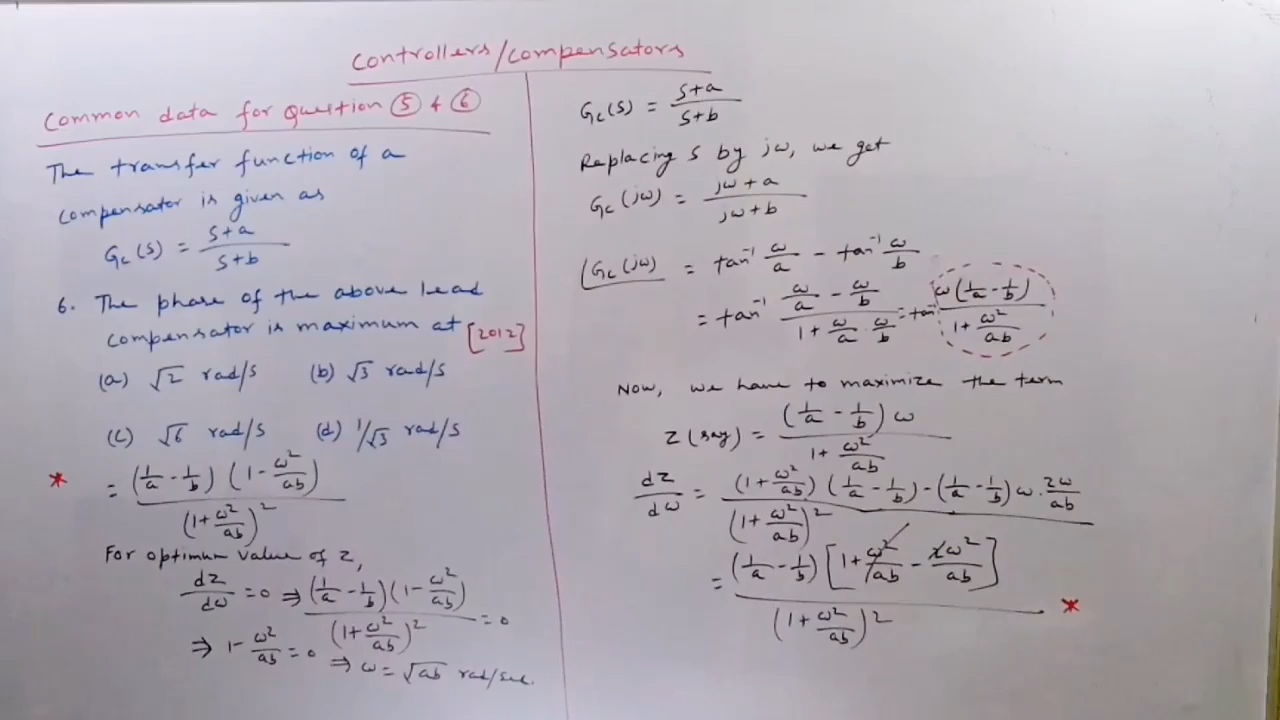 Controllers/Compensators
Common data for Question ⑤ & ⑥
The transfer function of a
compensator is given as
Gc(s) = (s+a)/(s+b)
6. The phase of the above lead
compensator is maximum at [2012]
(a) √2 rad/s (b) √3 rad/s
(c) √6 rad/s (d) 1/√3 rad/s
* = (1/a - 1/b) (1 - ω²/ab) / (1 + ω²/ab)²
For optimum value of Z,
dZ/dω = 0 ⇒ (1/a - 1/b)(1 - ω²/ab) / (1 + ω²/ab)² = 0
⇒ 1 - ω²/ab = 0 ⇒ ω = √ab rad/sec.
Gc(s) = (s+a)/(s+b)
Replacing s by jω, we get
Gc(jω) = (jω+a)/(jω+b)
∠Gc(jω) = tan⁻¹ ω/a - tan⁻¹ ω/b
= tan⁻¹ (ω/a - ω/b)/(1 + ω/a · ω/b) = tan⁻¹ ω(1/a - 1/b)/(1 + ω²/ab)
Now, we have to maximize the term
Z (say) = (1/a - 1/b) ω / (1 + ω²/ab)
dZ/dω = [(1 + ω²/ab)(1/a - 1/b) - (1/a - 1/b) ω · 2ω/ab] / (1 + ω²/ab)²
= (1/a - 1/b) [1 + ω²/ab - 2ω²/ab] / (1 + ω²/ab)² *